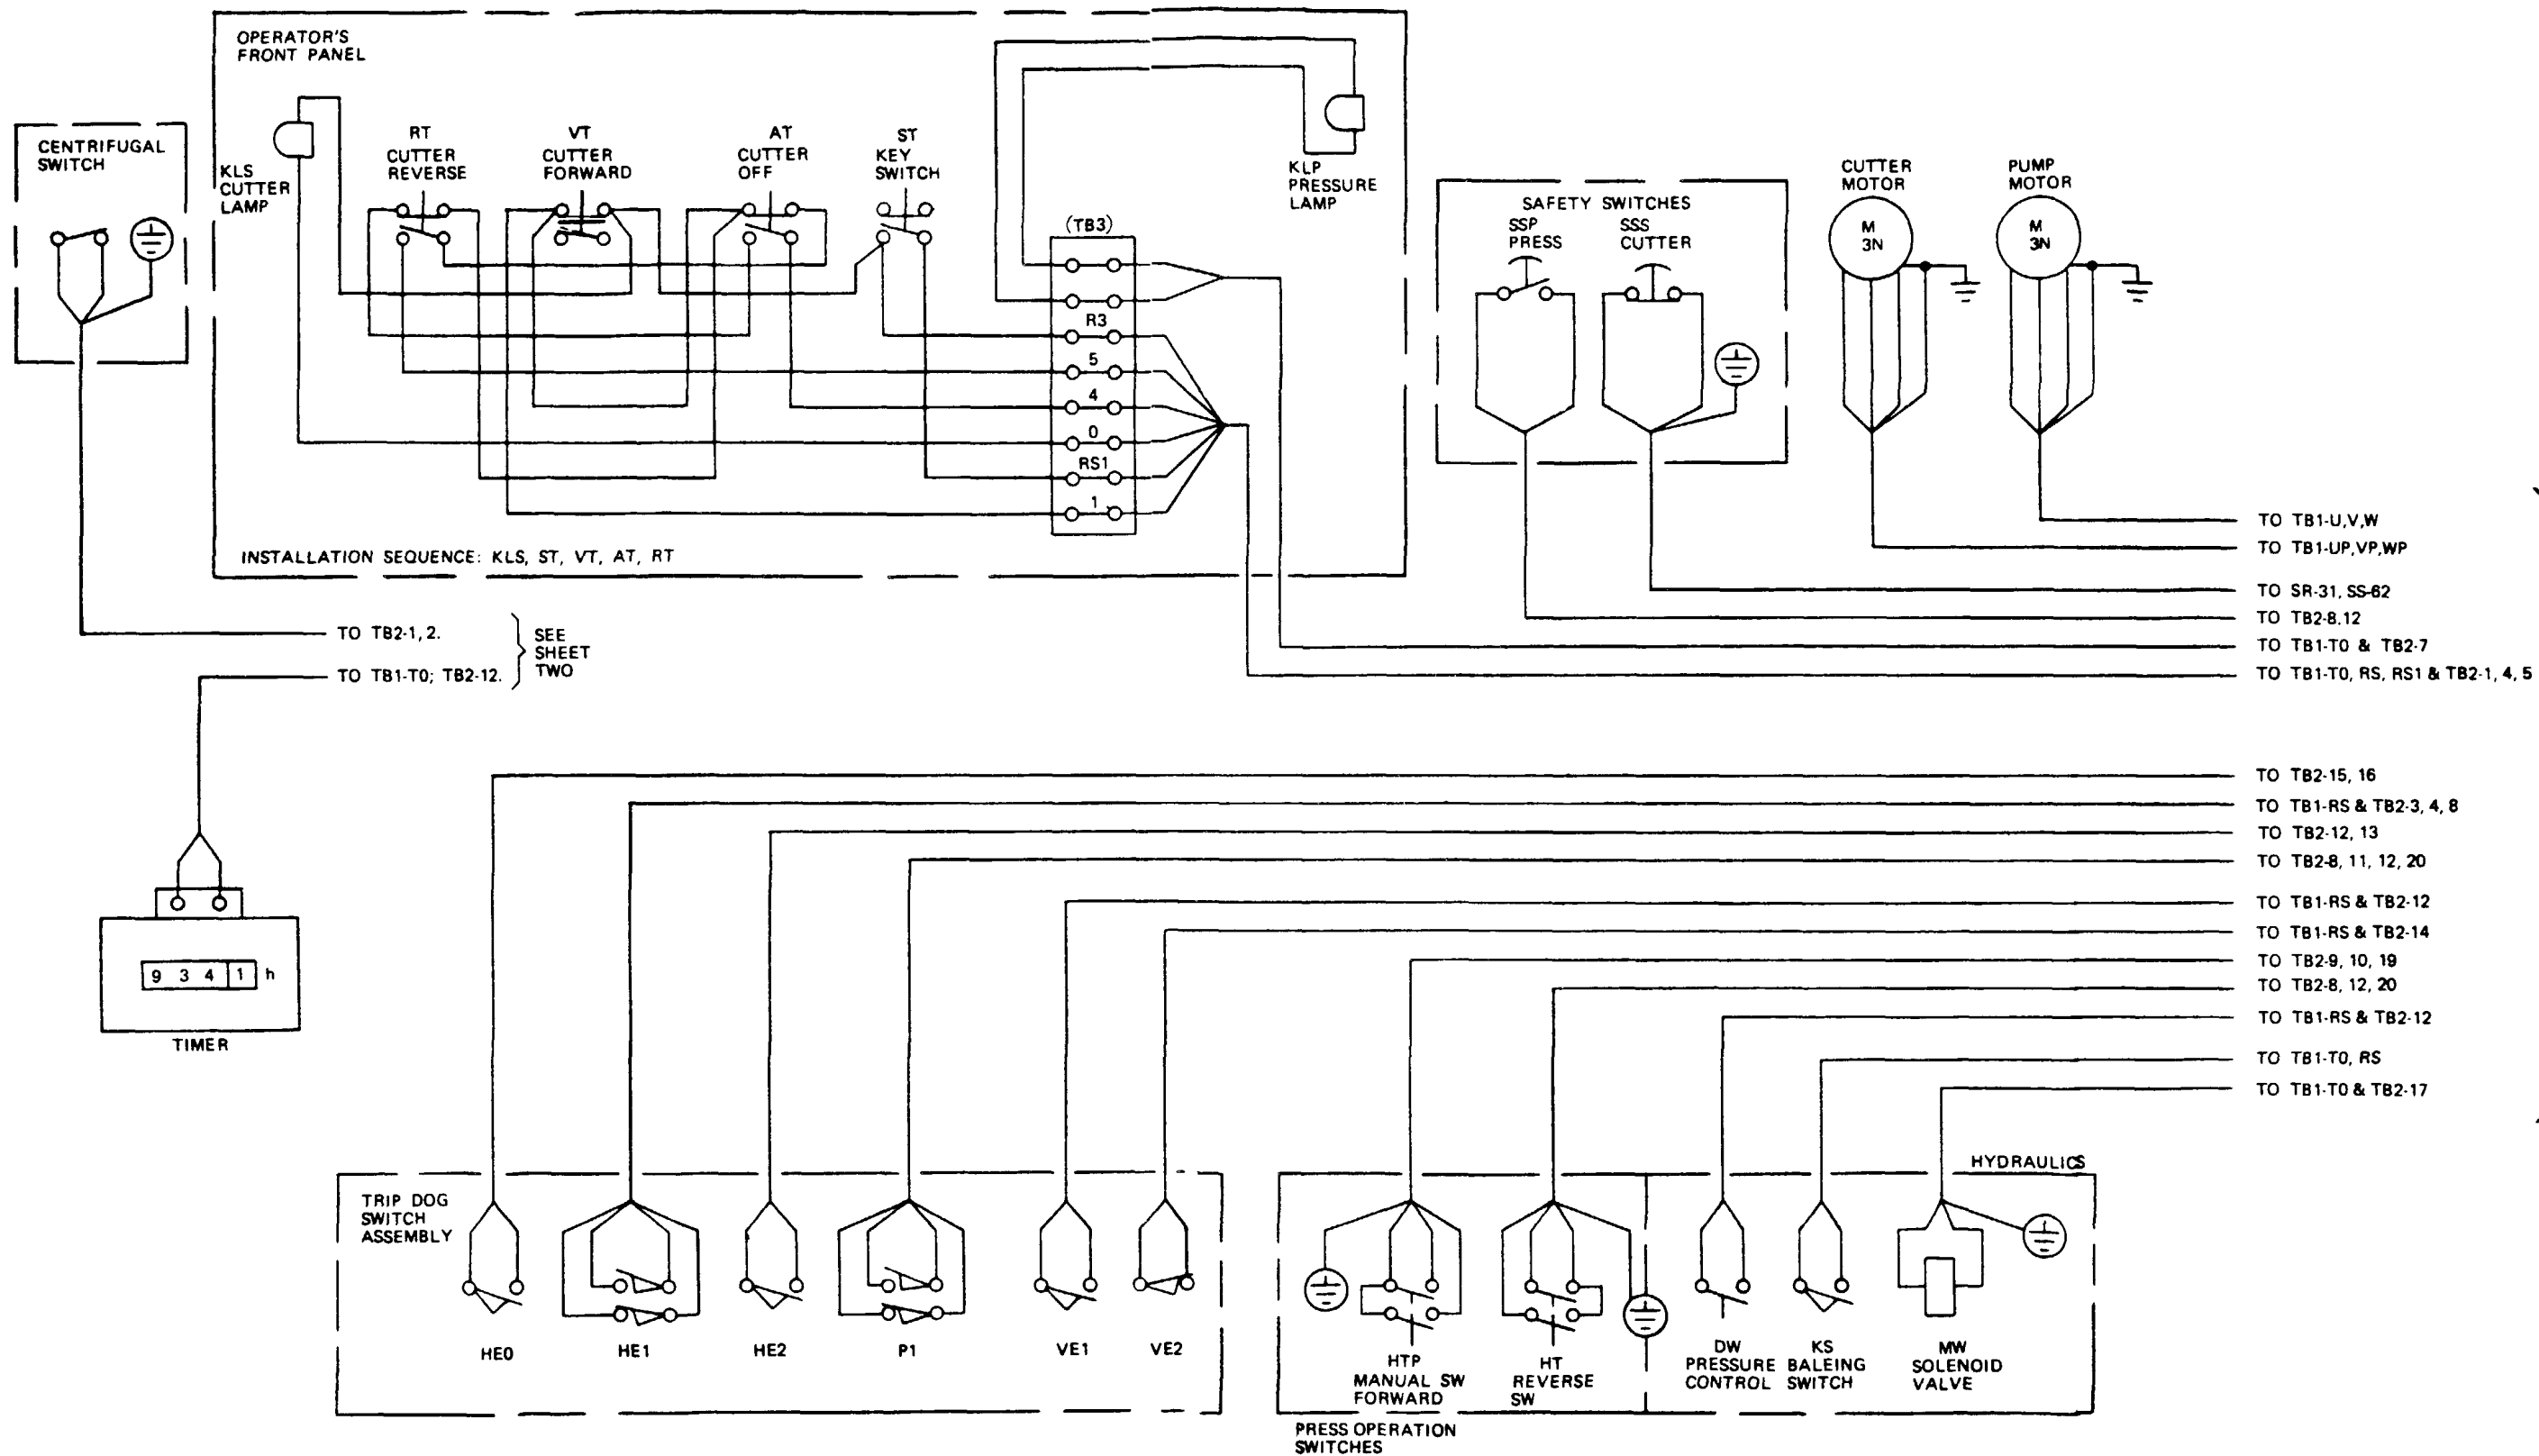 OPERATOR'S
FRONT PANEL
CENTRIFUGAL
SWITCH
KLS
CUTTER
LAMP
RT
CUTTER
REVERSE
VT
CUTTER
FORWARD
AT
CUTTER
OFF
ST
KEY
SWITCH
KLP
PRESSURE
LAMP
(TB3)
R3
5
4
0
RS1
1
INSTALLATION SEQUENCE: KLS, ST, VT, AT, RT
SAFETY SWITCHES
SSP
PRESS
SSS
CUTTER
CUTTER
MOTOR
M
3N
PUMP
MOTOR
M
3N
TO TB1-U,V,W
TO TB1-UP,VP,WP
TO SR-31, SS-62
TO TB2-8.12
TO TB1-T0 & TB2-7
TO TB1-T0, RS, RS1 & TB2-1, 4, 5
TO TB2-1, 2.
TO TB1-T0; TB2-12.
SEE
SHEET
TWO
TO TB2-15, 16
TO TB1-RS & TB2-3, 4, 8
TO TB2-12, 13
TO TB2-8, 11, 12, 20
TO TB1-RS & TB2-12
TO TB1-RS & TB2-14
TO TB2-9, 10, 19
TO TB2-8, 12, 20
TO TB1-RS & TB2-12
TO TB1-T0, RS
TO TB1-T0 & TB2-17
9 3 4 1 h
TIMER
TRIP DOG
SWITCH
ASSEMBLY
HE0
HE1
HE2
P1
VE1
VE2
HYDRAULICS
HTP
MANUAL SW
FORWARD
HT
REVERSE
SW
DW
PRESSURE
CONTROL
KS
BALEING
SWITCH
MW
SOLENOID
VALVE
PRESS OPERATION
SWITCHES